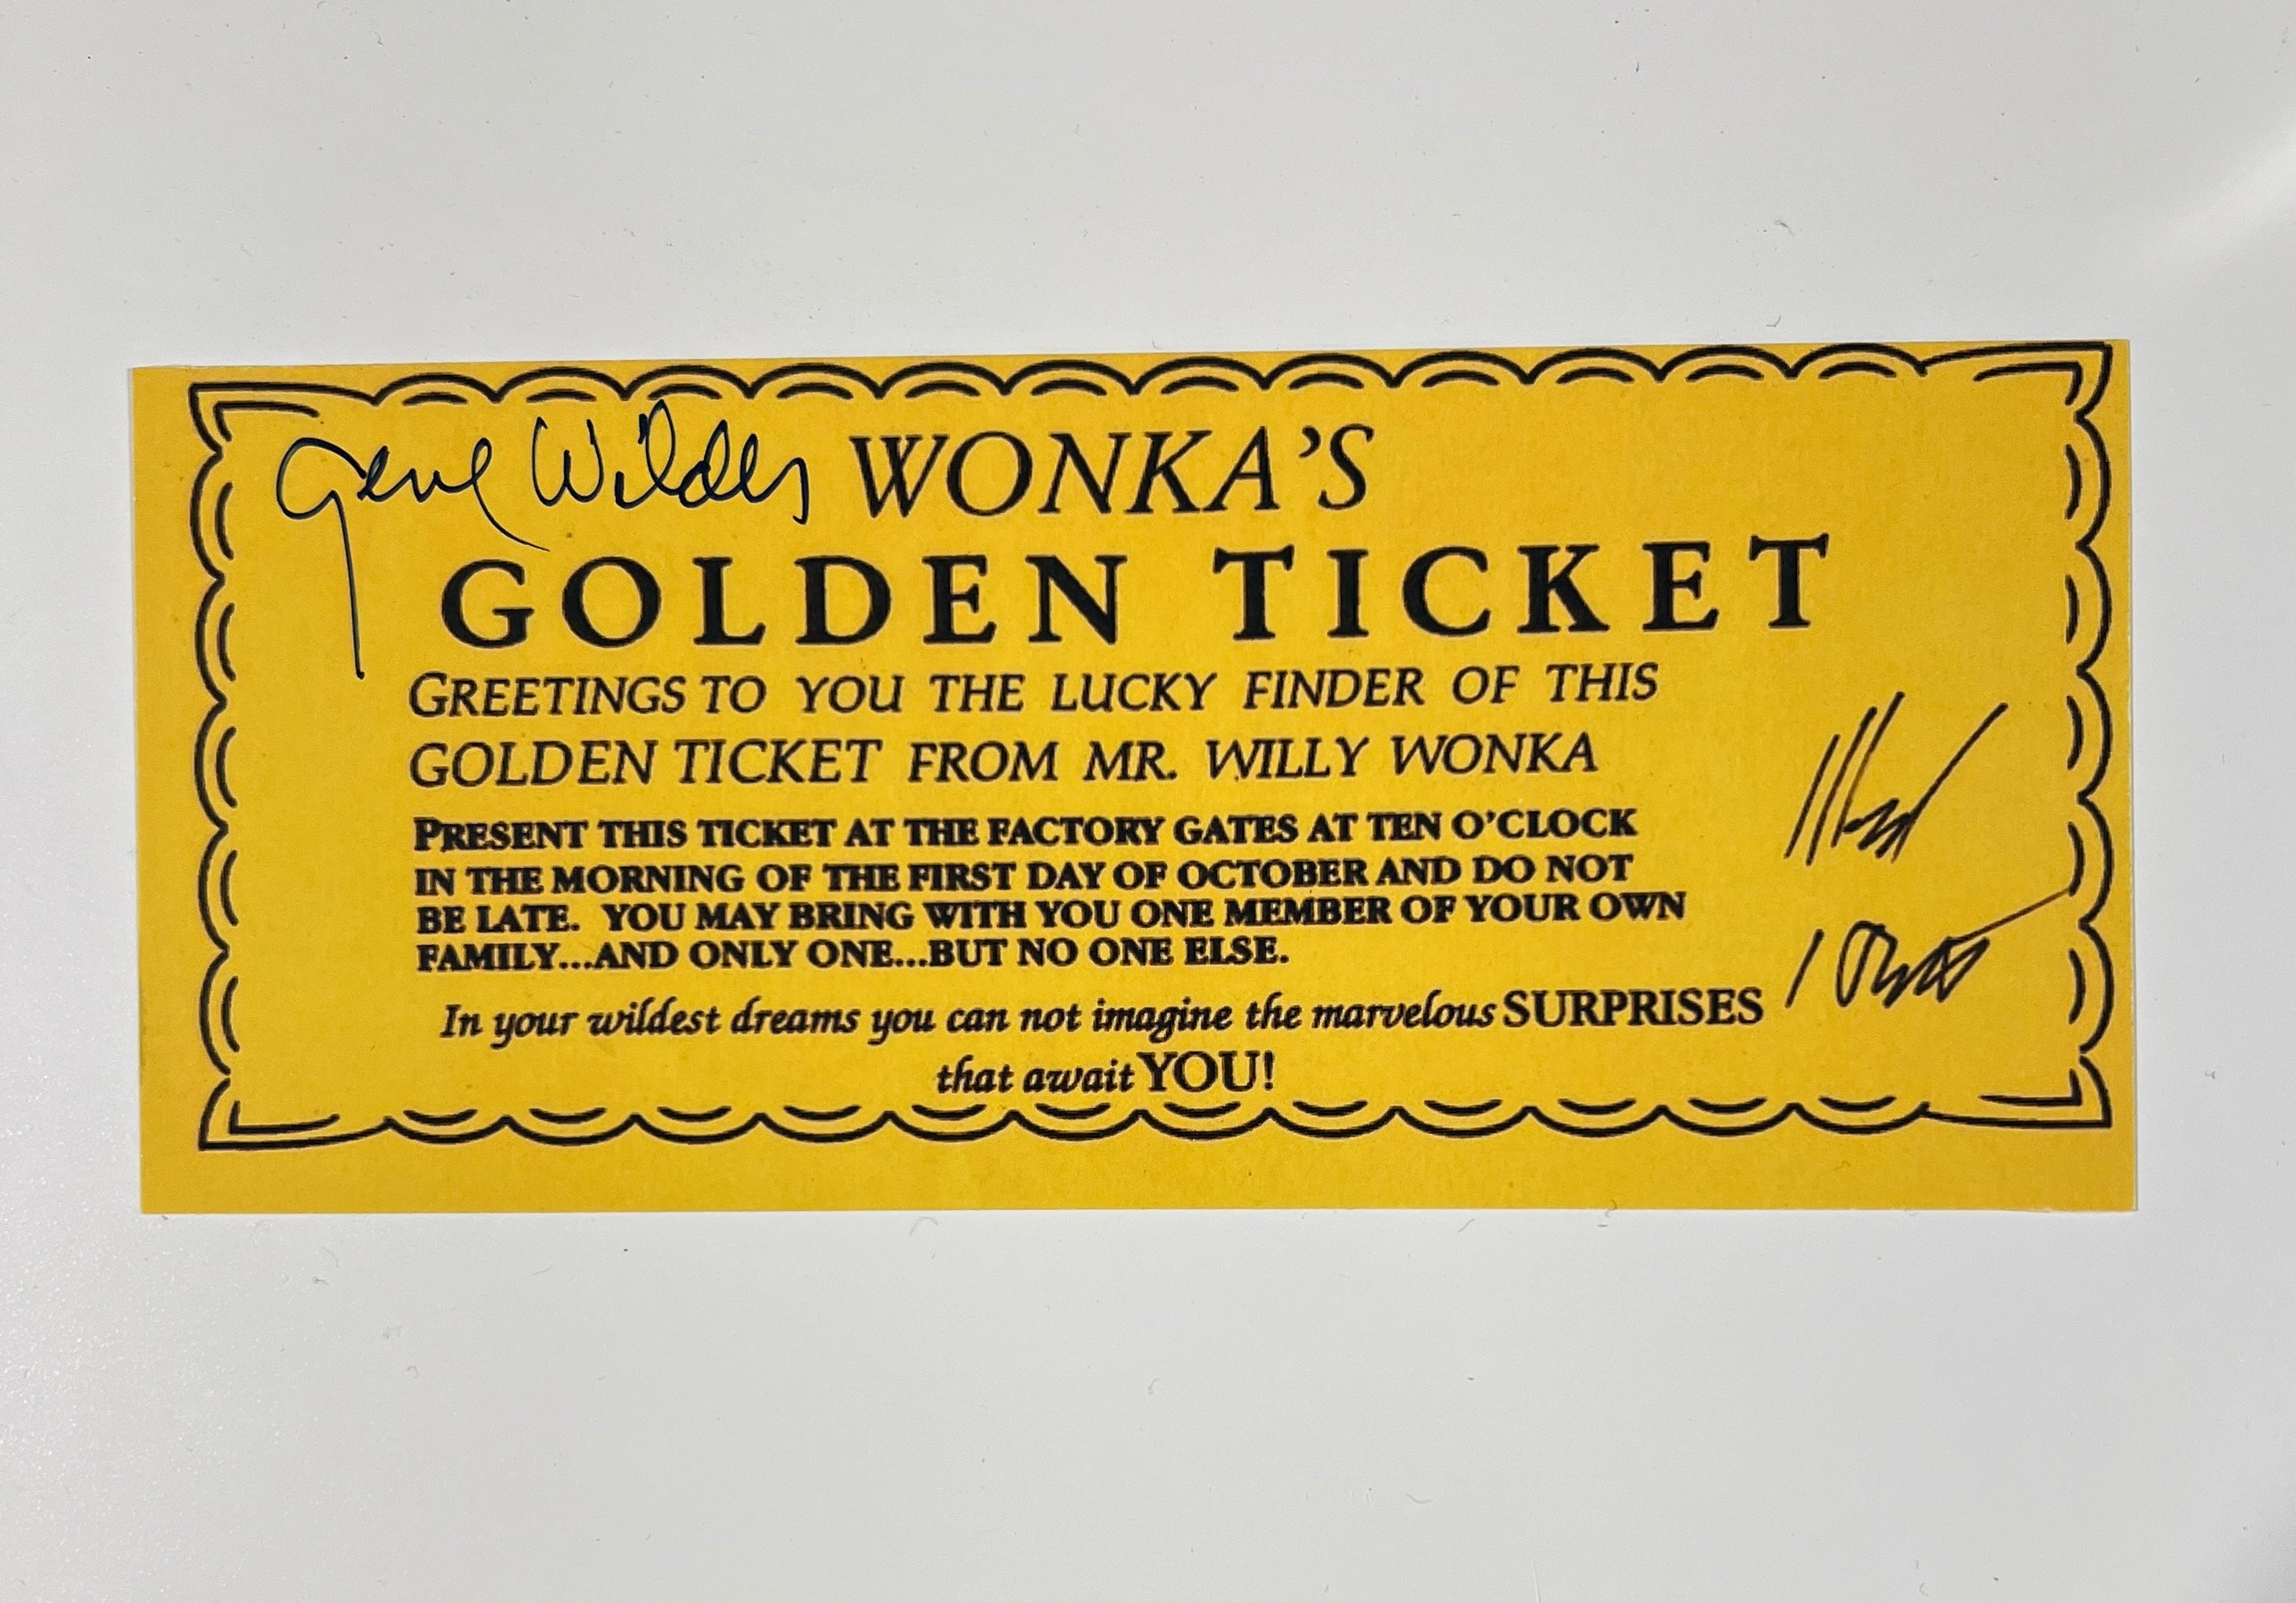 Gene Wilder
WONKA'S
GOLDEN TICKET
GREETINGS TO YOU THE LUCKY FINDER OF THIS
GOLDEN TICKET FROM MR. WILLY WONKA
PRESENT THIS TICKET AT THE FACTORY GATES AT TEN O'CLOCK
IN THE MORNING OF THE FIRST DAY OF OCTOBER AND DO NOT
BE LATE. YOU MAY BRING WITH YOU ONE MEMBER OF YOUR OWN
FAMILY...AND ONLY ONE...BUT NO ONE ELSE.
In your wildest dreams you can not imagine the marvelous SURPRISES
that await YOU!